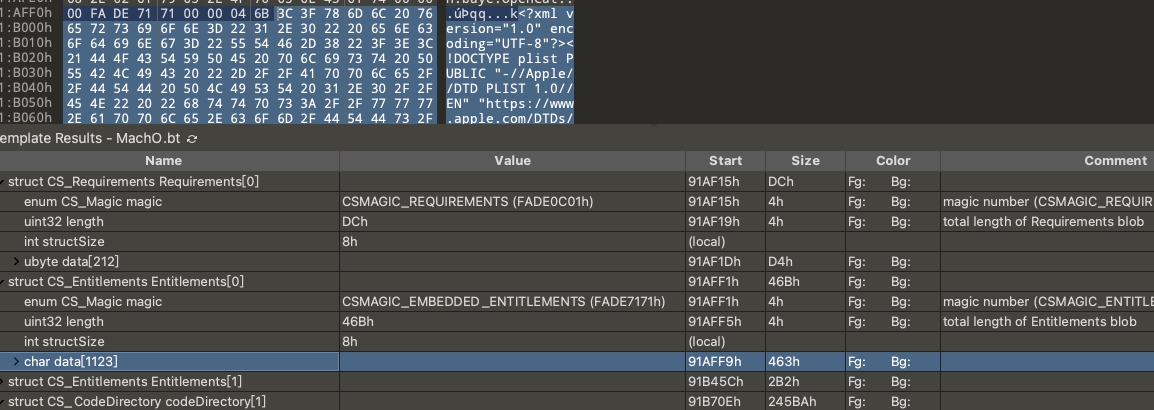 1:AFF0h 00 FA DE 71 71 00 00 04 6B 3C 3F 78 6D 6C 20 76 .úÞqq...k<?xml v
1:B000h 65 72 73 69 6F 6E 3D 22 31 2E 30 22 20 65 6E 63 ersion="1.0" enc
1:B010h 6F 64 69 6E 67 3D 22 55 54 46 2D 38 22 3F 3E 3C oding="UTF-8"?><
1:B020h 21 44 4F 43 54 59 50 45 20 70 6C 69 73 74 20 50 !DOCTYPE plist P
1:B030h 55 42 4C 49 43 20 22 2D 2F 2F 41 70 70 6C 65 2F UBLIC "-//Apple/
1:B040h 2F 44 54 44 20 50 4C 49 53 54 20 31 2E 30 2F 2F /DTD PLIST 1.0//
1:B050h 45 4E 22 20 22 68 74 74 70 73 3A 2F 2F 77 77 77 EN" "https://www
1:B060h 2E 61 70 70 6C 65 2E 63 6F 6D 2F 44 54 44 73 2F .apple.com/DTDs/
emplate Results - MachO.bt
Name Value Start Size Color Comment
struct CS_Requirements Requirements[0] 91AF15h DCh Fg: Bg:
enum CS_Magic magic CSMAGIC_REQUIREMENTS (FADE0C01h) 91AF15h 4h Fg: Bg: magic number (CSMAGIC_REQUIR
uint32 length DCh 91AF19h 4h Fg: Bg: total length of Requirements blob
int structSize 8h (local)
ubyte data[212] 91AF1Dh D4h Fg: Bg:
struct CS_Entitlements Entitlements[0] 91AFF1h 46Bh Fg: Bg:
enum CS_Magic magic CSMAGIC_EMBEDDED_ENTITLEMENTS (FADE7171h) 91AFF1h 4h Fg: Bg: magic number (CSMAGIC_ENTITLE
uint32 length 46Bh 91AFF5h 4h Fg: Bg: total length of Entitlements blob
int structSize 8h (local)
char data[1123] 91AFF9h 463h Fg: Bg:
struct CS_Entitlements Entitlements[1] 91B45Ch 2B2h Fg: Bg:
struct CS_CodeDirectory codeDirectory[1] 91B70Eh 245BAh Fg: Bg: